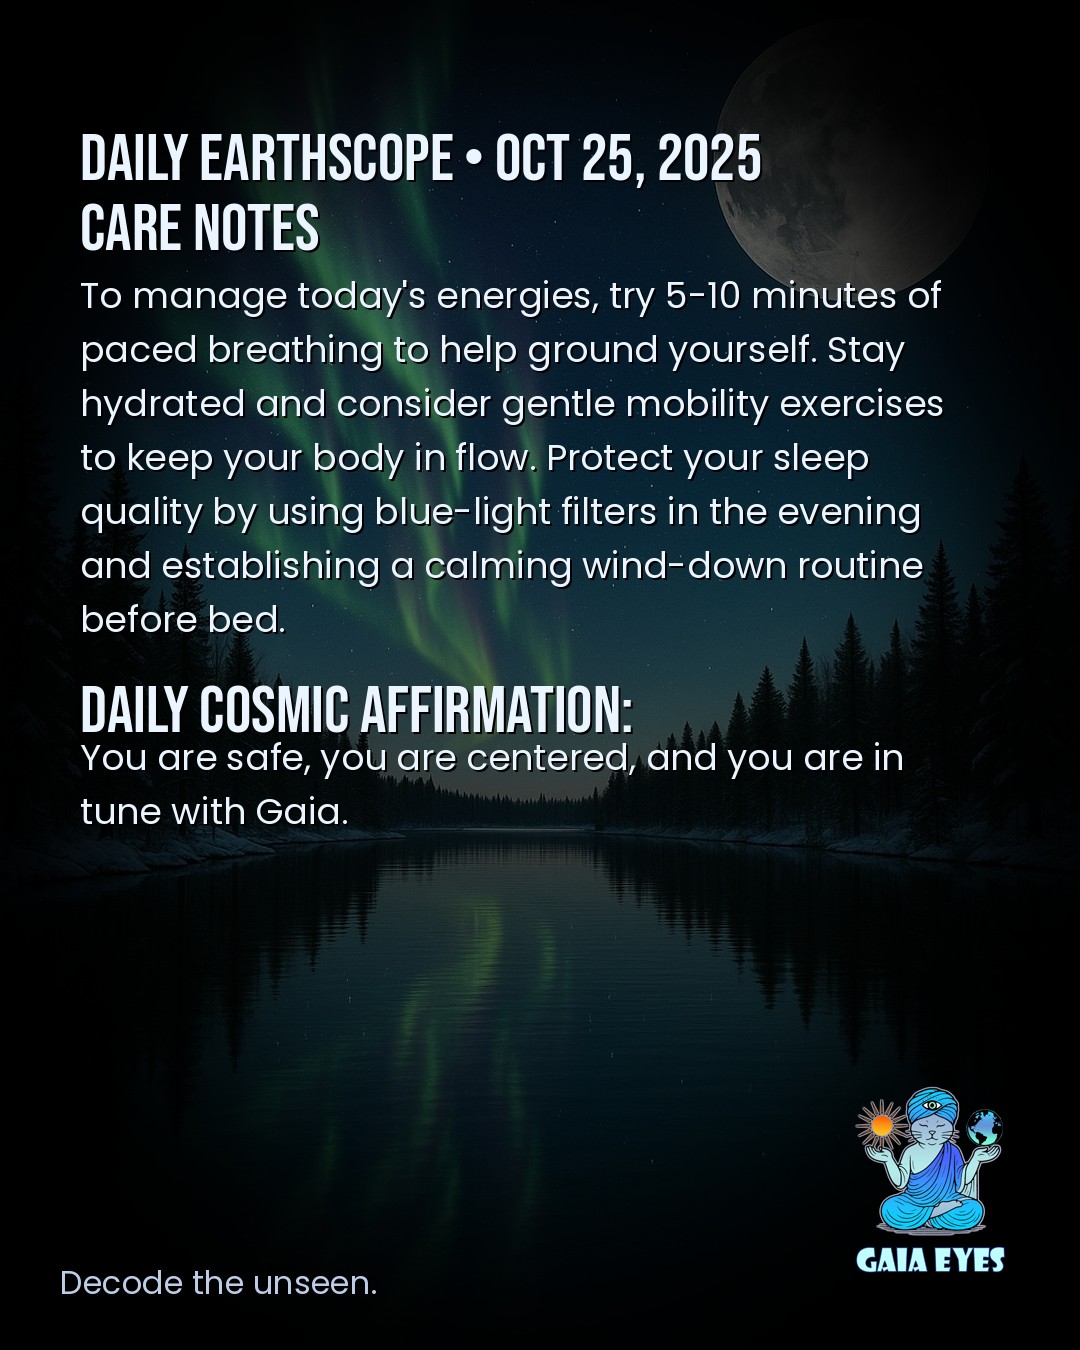 DAILY EARTHSCOPE • OCT 25, 2025
CARE NOTES
To manage today's energies, try 5-10 minutes of
paced breathing to help ground yourself. Stay
hydrated and consider gentle mobility exercises
to keep your body in flow. Protect your sleep
quality by using blue-light filters in the evening
and establishing a calming wind-down routine
before bed.
DAILY COSMIC AFFIRMATION:
You are safe, you are centered, and you are in
tune with Gaia.
GAIA EYES
Decode the unseen.